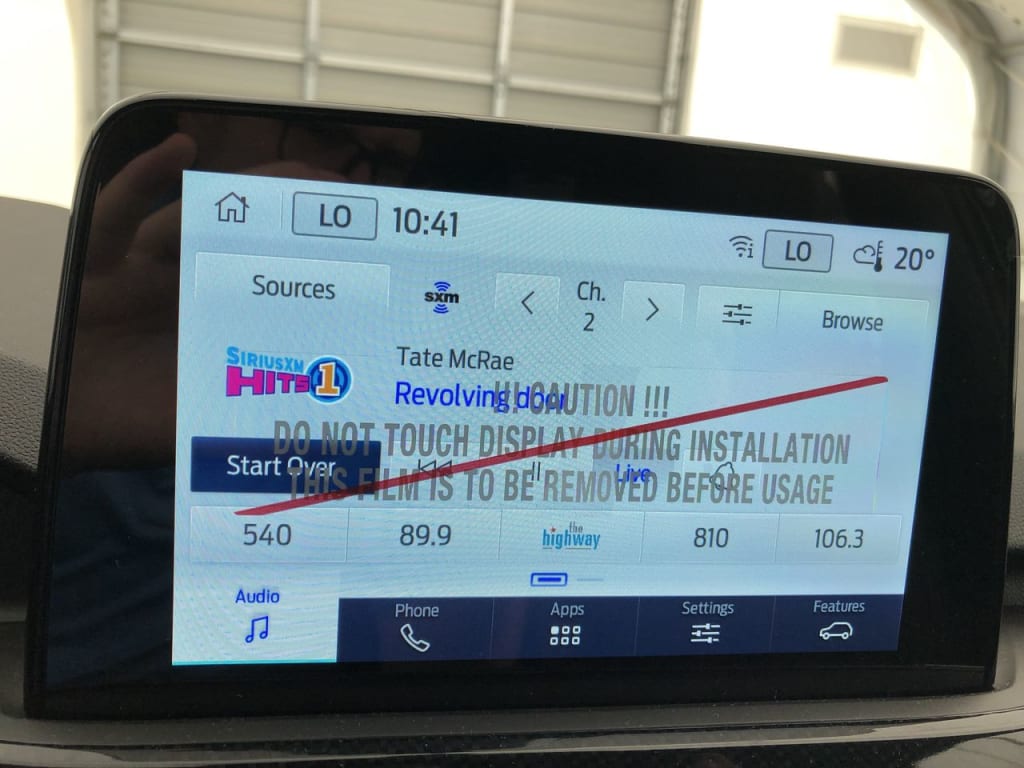 LO 10:41 LO 20°
Sources sxm Ch. 2 Browse
SIRIUSXM HITS 1
Tate McRae
Revolving door
!!! CAUTION !!!
DO NOT TOUCH DISPLAY DURING INSTALLATION
THIS FILM IS TO BE REMOVED BEFORE USAGE
Start Over Live
540 89.9 the highway 810 106.3
Audio Phone Apps Settings Features